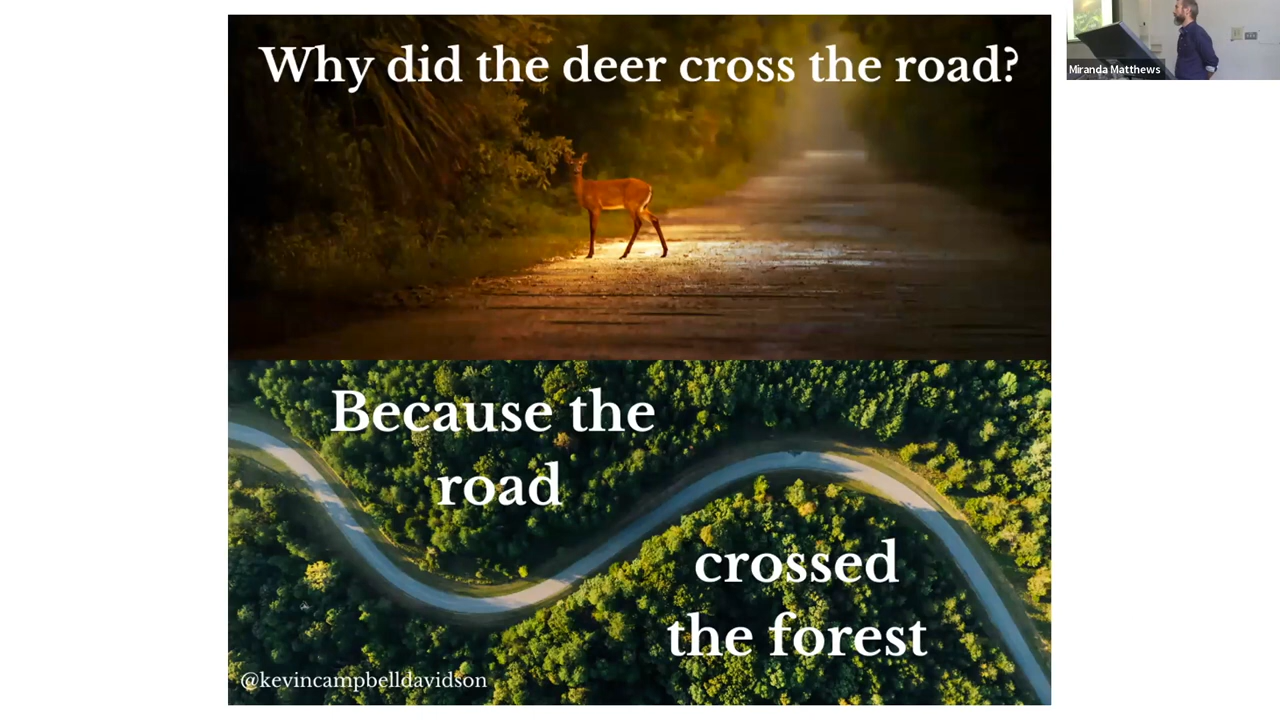 Why did the deer cross the road?
Because the
road
crossed
the forest
@kevincampbelldavidson
Miranda Matthews